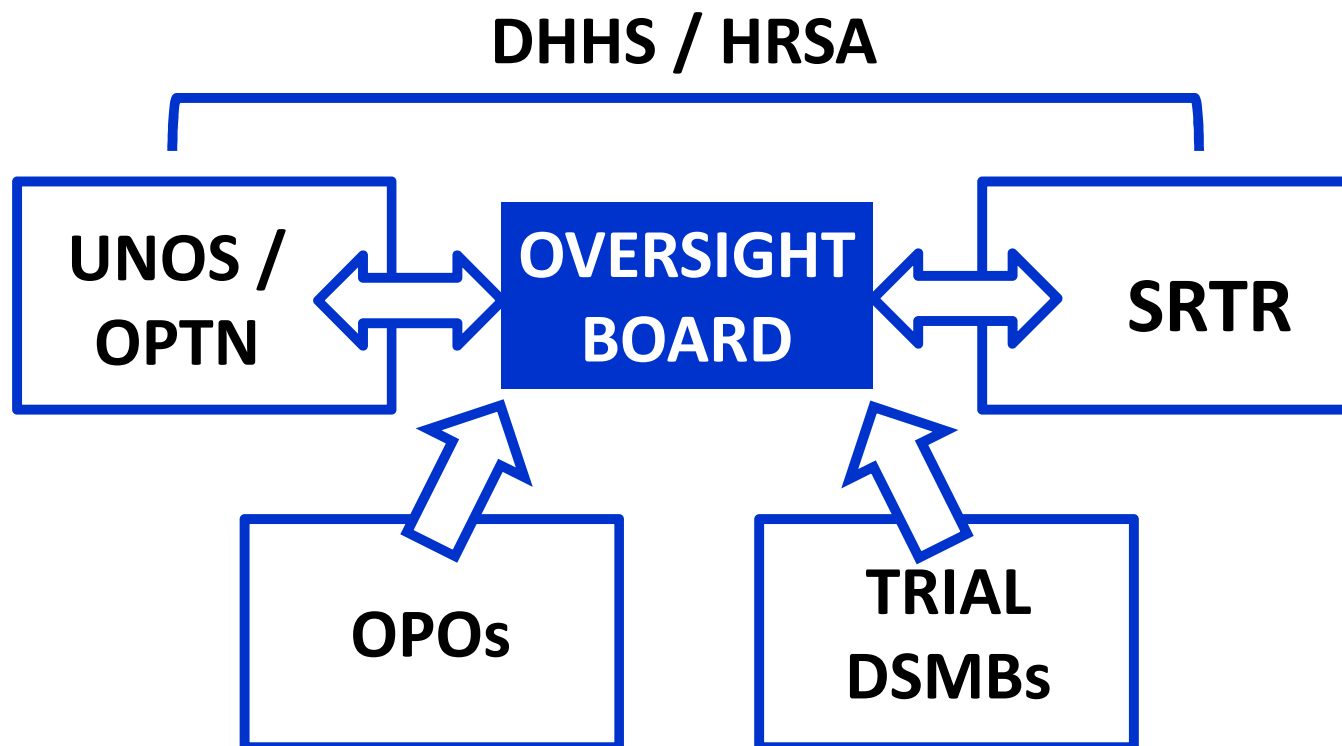 DHHS / HRSA
UNOS /
OPTN
OVERSIGHT
BOARD
SRTR
OPOs
TRIAL
DSMBs